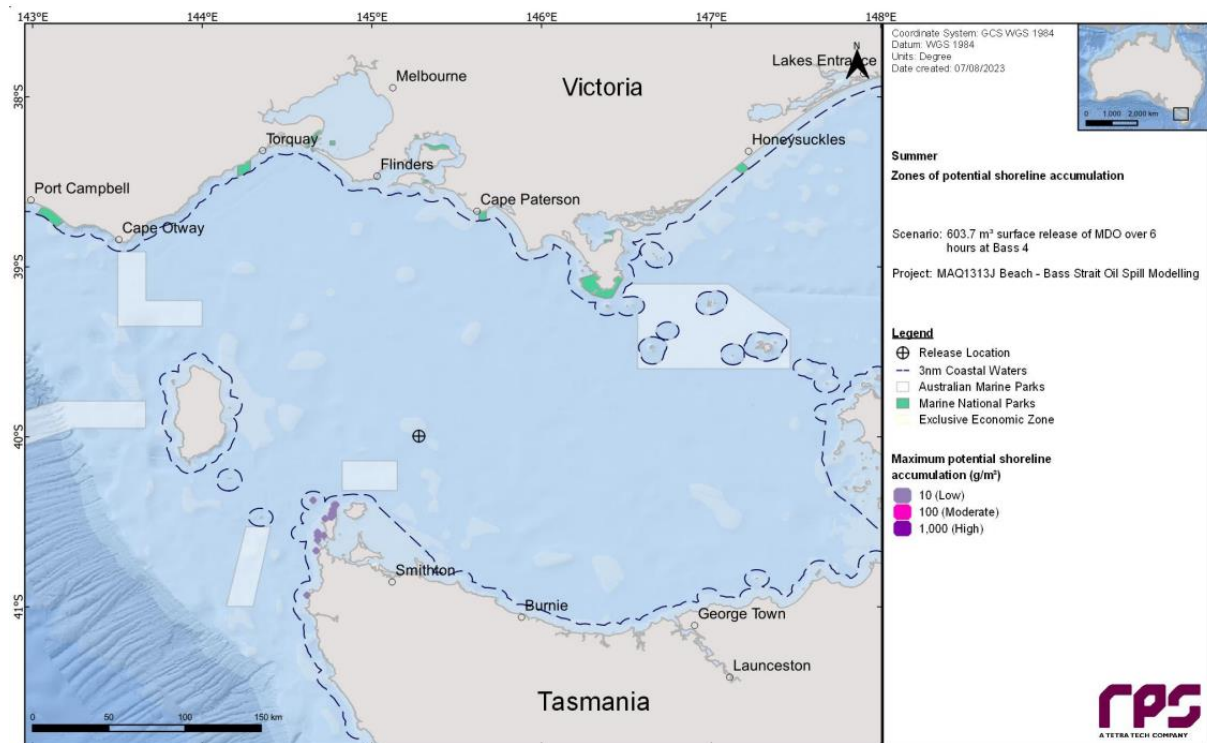 143°E 144°E 145°E 146°E 147°E 148°E
38°S
39°S
40°S
41°S
Melbourne
Victoria
Lakes Entrance
N
Torquay
Honeysuckles
Flinders
Port Campbell
Cape Paterson
Cape Otway
Smithton
Burnie
George Town
Launceston
Tasmania
0 50 100 150 km
Coordinate System: GCS WGS 1984
Datum: WGS 1984
Units: Degree
Date created: 07/08/2023
0 1,000 2,000 km
Summer
Zones of potential shoreline accumulation
Scenario: 603.7 m³ surface release of MDO over 6
hours at Bass 4
Project: MAQ1313J Beach - Bass Strait Oil Spill Modelling
Legend
Release Location
3nm Coastal Waters
Australian Marine Parks
Marine National Parks
Exclusive Economic Zone
Maximum potential shoreline
accumulation (g/m³)
10 (Low)
100 (Moderate)
1,000 (High)
rps
A TETRA TECH COMPANY